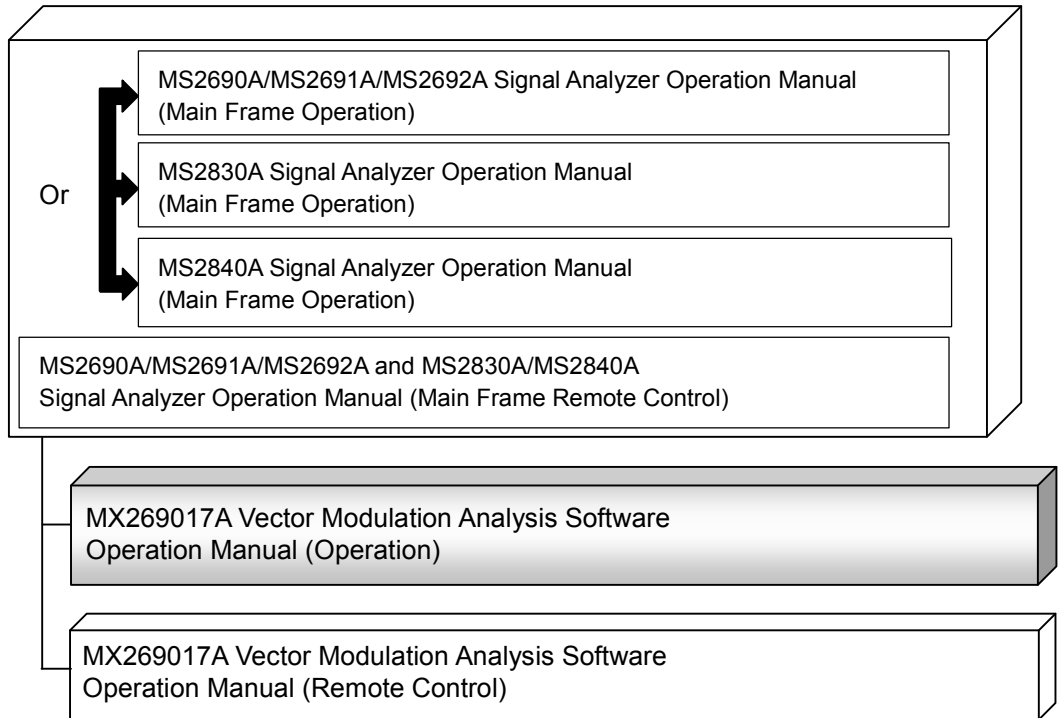 MS2690A/MS2691A/MS2692A Signal Analyzer Operation Manual
(Main Frame Operation)
Or
MS2830A Signal Analyzer Operation Manual
(Main Frame Operation)
MS2840A Signal Analyzer Operation Manual
(Main Frame Operation)
MS2690A/MS2691A/MS2692A and MS2830A/MS2840A
Signal Analyzer Operation Manual (Main Frame Remote Control)
MX269017A Vector Modulation Analysis Software
Operation Manual (Operation)
MX269017A Vector Modulation Analysis Software
Operation Manual (Remote Control)